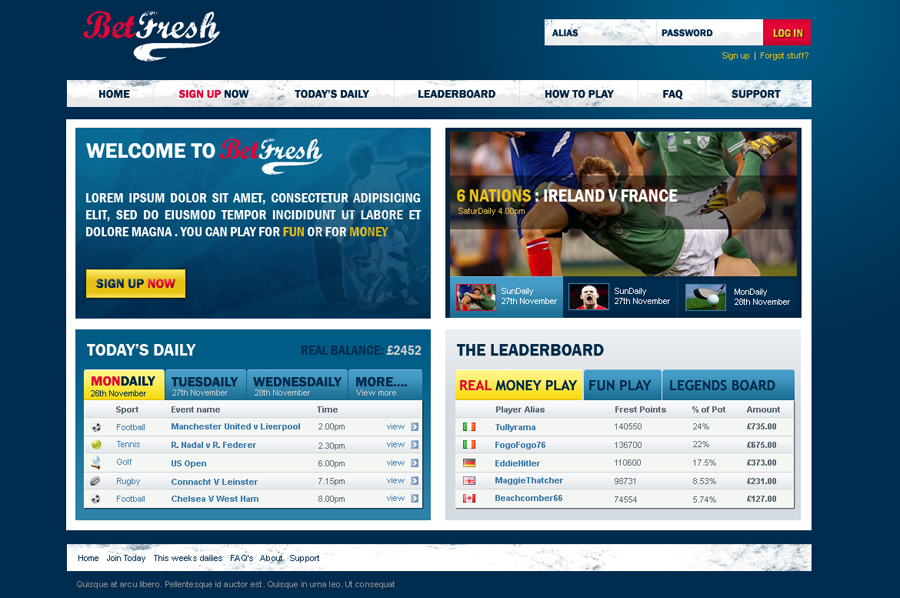 BetFresh
ALIAS
PASSWORD
LOG IN
Sign up | Forgot stuff?
HOME
SIGN UP NOW
TODAY'S DAILY
LEADERBOARD
HOW TO PLAY
FAQ
SUPPORT
WELCOME TO BetFresh
LOREM IPSUM DOLOR SIT AMET, CONSECTETUR ADIPISICING
ELIT, SED DO EIUSMOD TEMPOR INCIDIDUNT UT LABORE ET
DOLORE MAGNA . YOU CAN PLAY FOR FUN OR FOR MONEY
SIGN UP NOW
6 NATIONS : IRELAND V FRANCE
SaturDaily 4.00pm
SunDaily
27th November
SunDaily
27th November
MonDaily
28th November
TODAY'S DAILY
REAL BALANCE: £2452
MONDAILY
26th November
TUESDAILY
27th November
WEDNESDAILY
28th November
MORE....
View more
Sport Event name Time
Football Manchester United v Liverpool 2.00pm view
Tennis R. Nadal v R. Federer 2.30pm view
Golf US Open 6.00pm view
Rugby Connacht V Leinster 7.15pm view
Football Chelsea V West Ham 8.00pm view
THE LEADERBOARD
REAL MONEY PLAY
FUN PLAY
LEGENDS BOARD
Player Alias Frest Points % of Pot Amount
Tullyrama 140550 24% £735.00
FogoFogo76 136700 22% £675.00
EddieHitler 110600 17.5% £373.00
MaggieThatcher 98731 8.53% £231.00
Beachcomber66 74554 5.74% £127.00
Home Join Today This weeks dailies FAQ's About Support
Quisque at arcu libero. Pellentesque id auctor est. Quisque in urna leo. Ut consequat